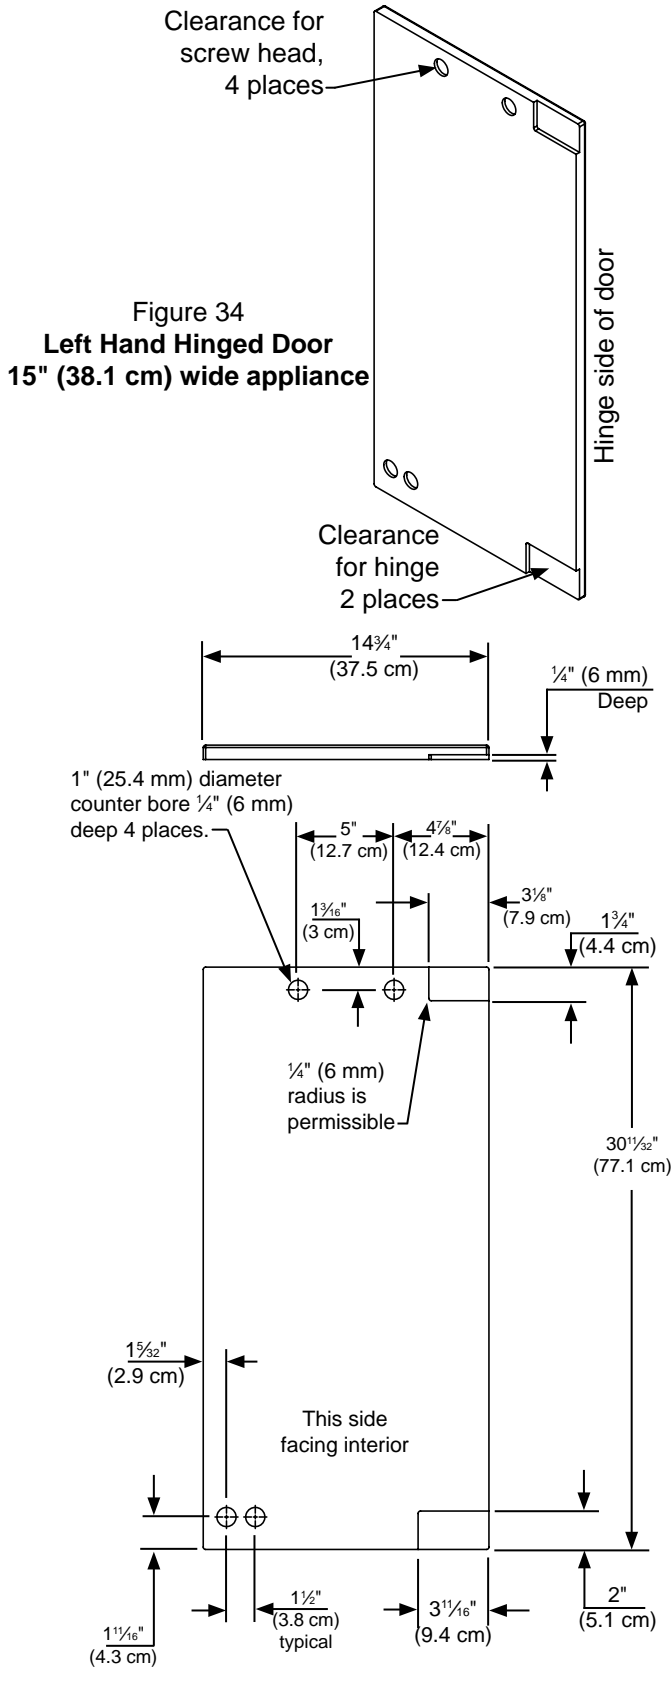 Clearance for
screw head,
4 places
Hinge side of door
Figure 34
Left Hand Hinged Door
15" (38.1 cm) wide appliance
Clearance
for hinge
2 places
14¾"
(37.5 cm)
¼" (6 mm)
Deep
1" (25.4 mm) diameter
counter bore ¼" (6 mm)
deep 4 places.
5"
(12.7 cm)
4⅞"
(12.4 cm)
3⅛"
(7.9 cm)
1³⁄₁₆"
(3 cm)
1¾"
(4.4 cm)
¼" (6 mm)
radius is
permissible
30¹¹⁄₃₂"
(77.1 cm)
1⁵⁄₃₂"
(2.9 cm)
This side
facing interior
1½"
(3.8 cm)
typical
3¹¹⁄₁₆"
(9.4 cm)
2"
(5.1 cm)
1¹¹⁄₁₆"
(4.3 cm)